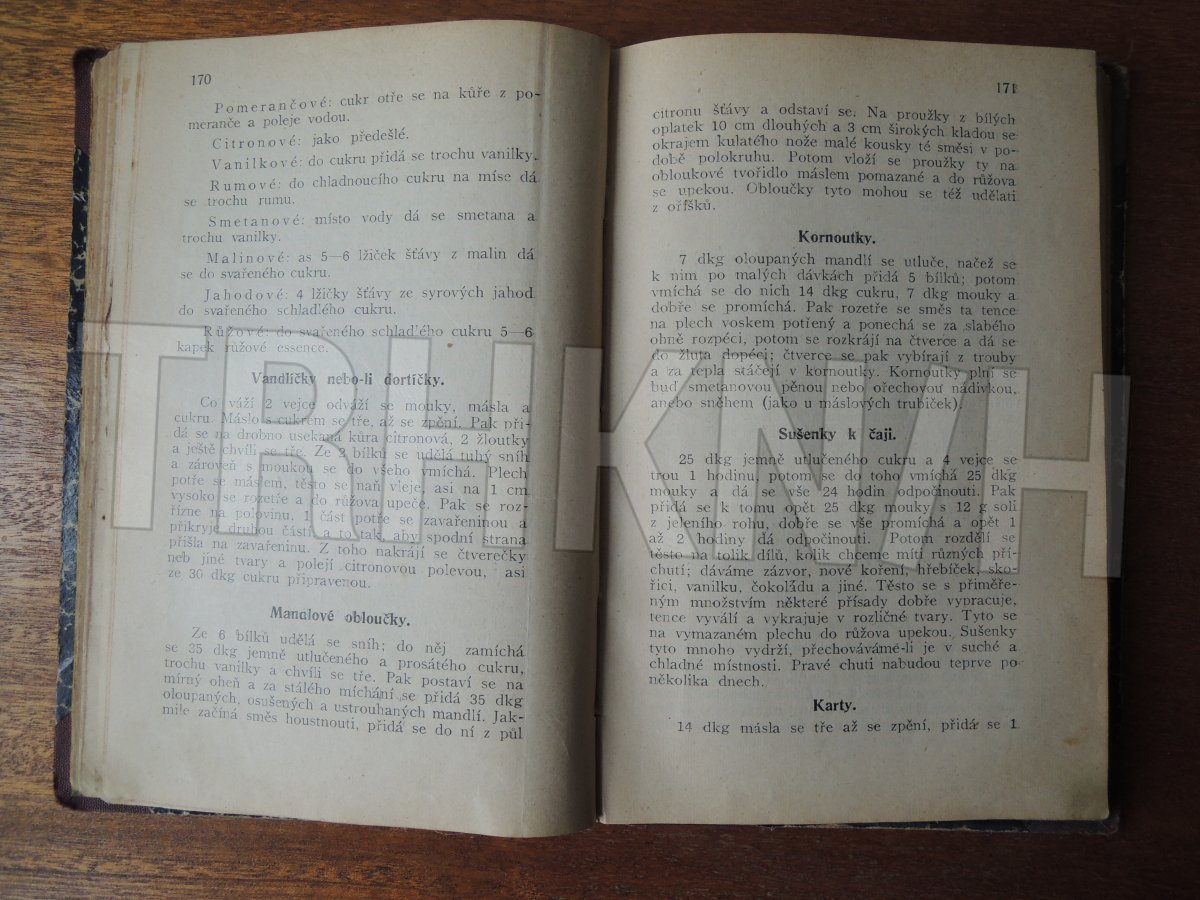 170
Pomerančové: cukr otře se na kůře z po-
meranče a poleje vodou.
Citronové: jako předešlé.
Vanilkové: do cukru přidá se trochu vanilky.
Rumové: do chladnoucího cukru na míse dá
se trochu rumu.
Smetanové: místo vody dá se smetana a
trochu vanilky.
Malinové: as 5—6 lžiček šťávy z malin dá
se do svařeného cukru.
Jahodové: 4 lžičky šťávy ze syrových jahod
do svařeného schladlého cukru.
Růžové: do svařeného schladlého cukru 5—6
kapek růžové essence.
Vandlíčky nebo-li dortíčky.
Co váží 2 vejce odváží se mouky, másla a
cukru. Máslo s cukrem se tře, až se zpění. Pak při-
dá se na drobno usekaná kůra citronová, 2 žloutky
a ještě chvíli se tře. Ze 2 bílků se udělá tuhý sníh
a zároveň s moukou se do všeho vmíchá. Plech
potře se máslem, těsto se naň vleje, asi na 1 cm
vysoko se rozetře a do růžova upeče. Pak se roz-
řízne na polovinu, 1 část potře se zavařeninou a
přikryje druhou částí a to tak, aby spodní strana
přišla na zavařeninu. Z toho nakrájí se čtverečky
neb jiné tvary a polejí citronovou polevou, asi
ze 30 dkg cukru připravenou.
Mandlové obloučky.
Ze 6 bílků udělá se sníh; do něj zamíchá
se 35 dkg jemně utlučeného a prosátého cukru,
trochu vanilky a chvíli se tře. Pak postaví se na
mírný oheň a za stálého míchání se přidá 35 dkg
oloupaných, osušených a ustrouhaných mandlí. Jak-
mile začíná směs houstnouti, přidá se do ní z půl
171
citronu šťávy a odstaví se. Na proužky z bílých
oplatek 10 cm dlouhých a 3 cm širokých kladou se
okrajem kulatého nože malé kousky té směsi v po-
době polokruhu. Potom vloží se proužky ty na
obloukové tvořidlo máslem pomazané a do růžova
se upekou. Obloučky tyto mohou se též udělati
z oříšků.
Kornoutky.
7 dkg oloupaných mandlí se utluče, načež se
k nim po malých dávkách přidá 5 bílků; potom
vmíchá se do nich 14 dkg cukru, 7 dkg mouky a
dobře se promíchá. Pak rozetře se směs ta tence
na plech voskem potřený a ponechá se za slabého
ohně rozpéci, potom se rozkrájí na čtverce a dá se
do žluta dopéci; čtverce se pak vybírají z trouby
a za tepla stáčejí v kornoutky. Kornoutky plní se
buď smetanovou pěnou nebo ořechovou nádivkou,
anebo sněhem (jako u máslových trubiček).
Sušenky k čaji.
25 dkg jemně utlučeného cukru a 4 vejce se
trou 1 hodinu, potom se do toho vmíchá 25 dkg
mouky a dá se vše 24 hodin odpočinouti. Pak
přidá se k tomu opět 25 dkg mouky s 12 g soli
z jeleního rohu, dobře se vše promíchá a opět 1
až 2 hodiny dá odpočinouti. Potom rozdělí se
těsto na tolik dílů, kolik chceme míti různých pří-
chutí; dáváme zázvor, nové koření, hřebíček, sko-
řici, vanilku, čokoládu a jiné. Těsto se s přiměře-
ným množstvím některé přísady dobře vypracuje,
tence vyválí a vykrajuje v rozličné tvary. Tyto se
na vymazaném plechu do růžova upekou. Sušenky
tyto mnoho vydrží, přechováváme-li je v suché a
chladné místnosti. Pravé chuti nabudou teprve po
několika dnech.
Karty.
14 dkg másla se tře až se zpění, přidá se 1
TRHKNIH